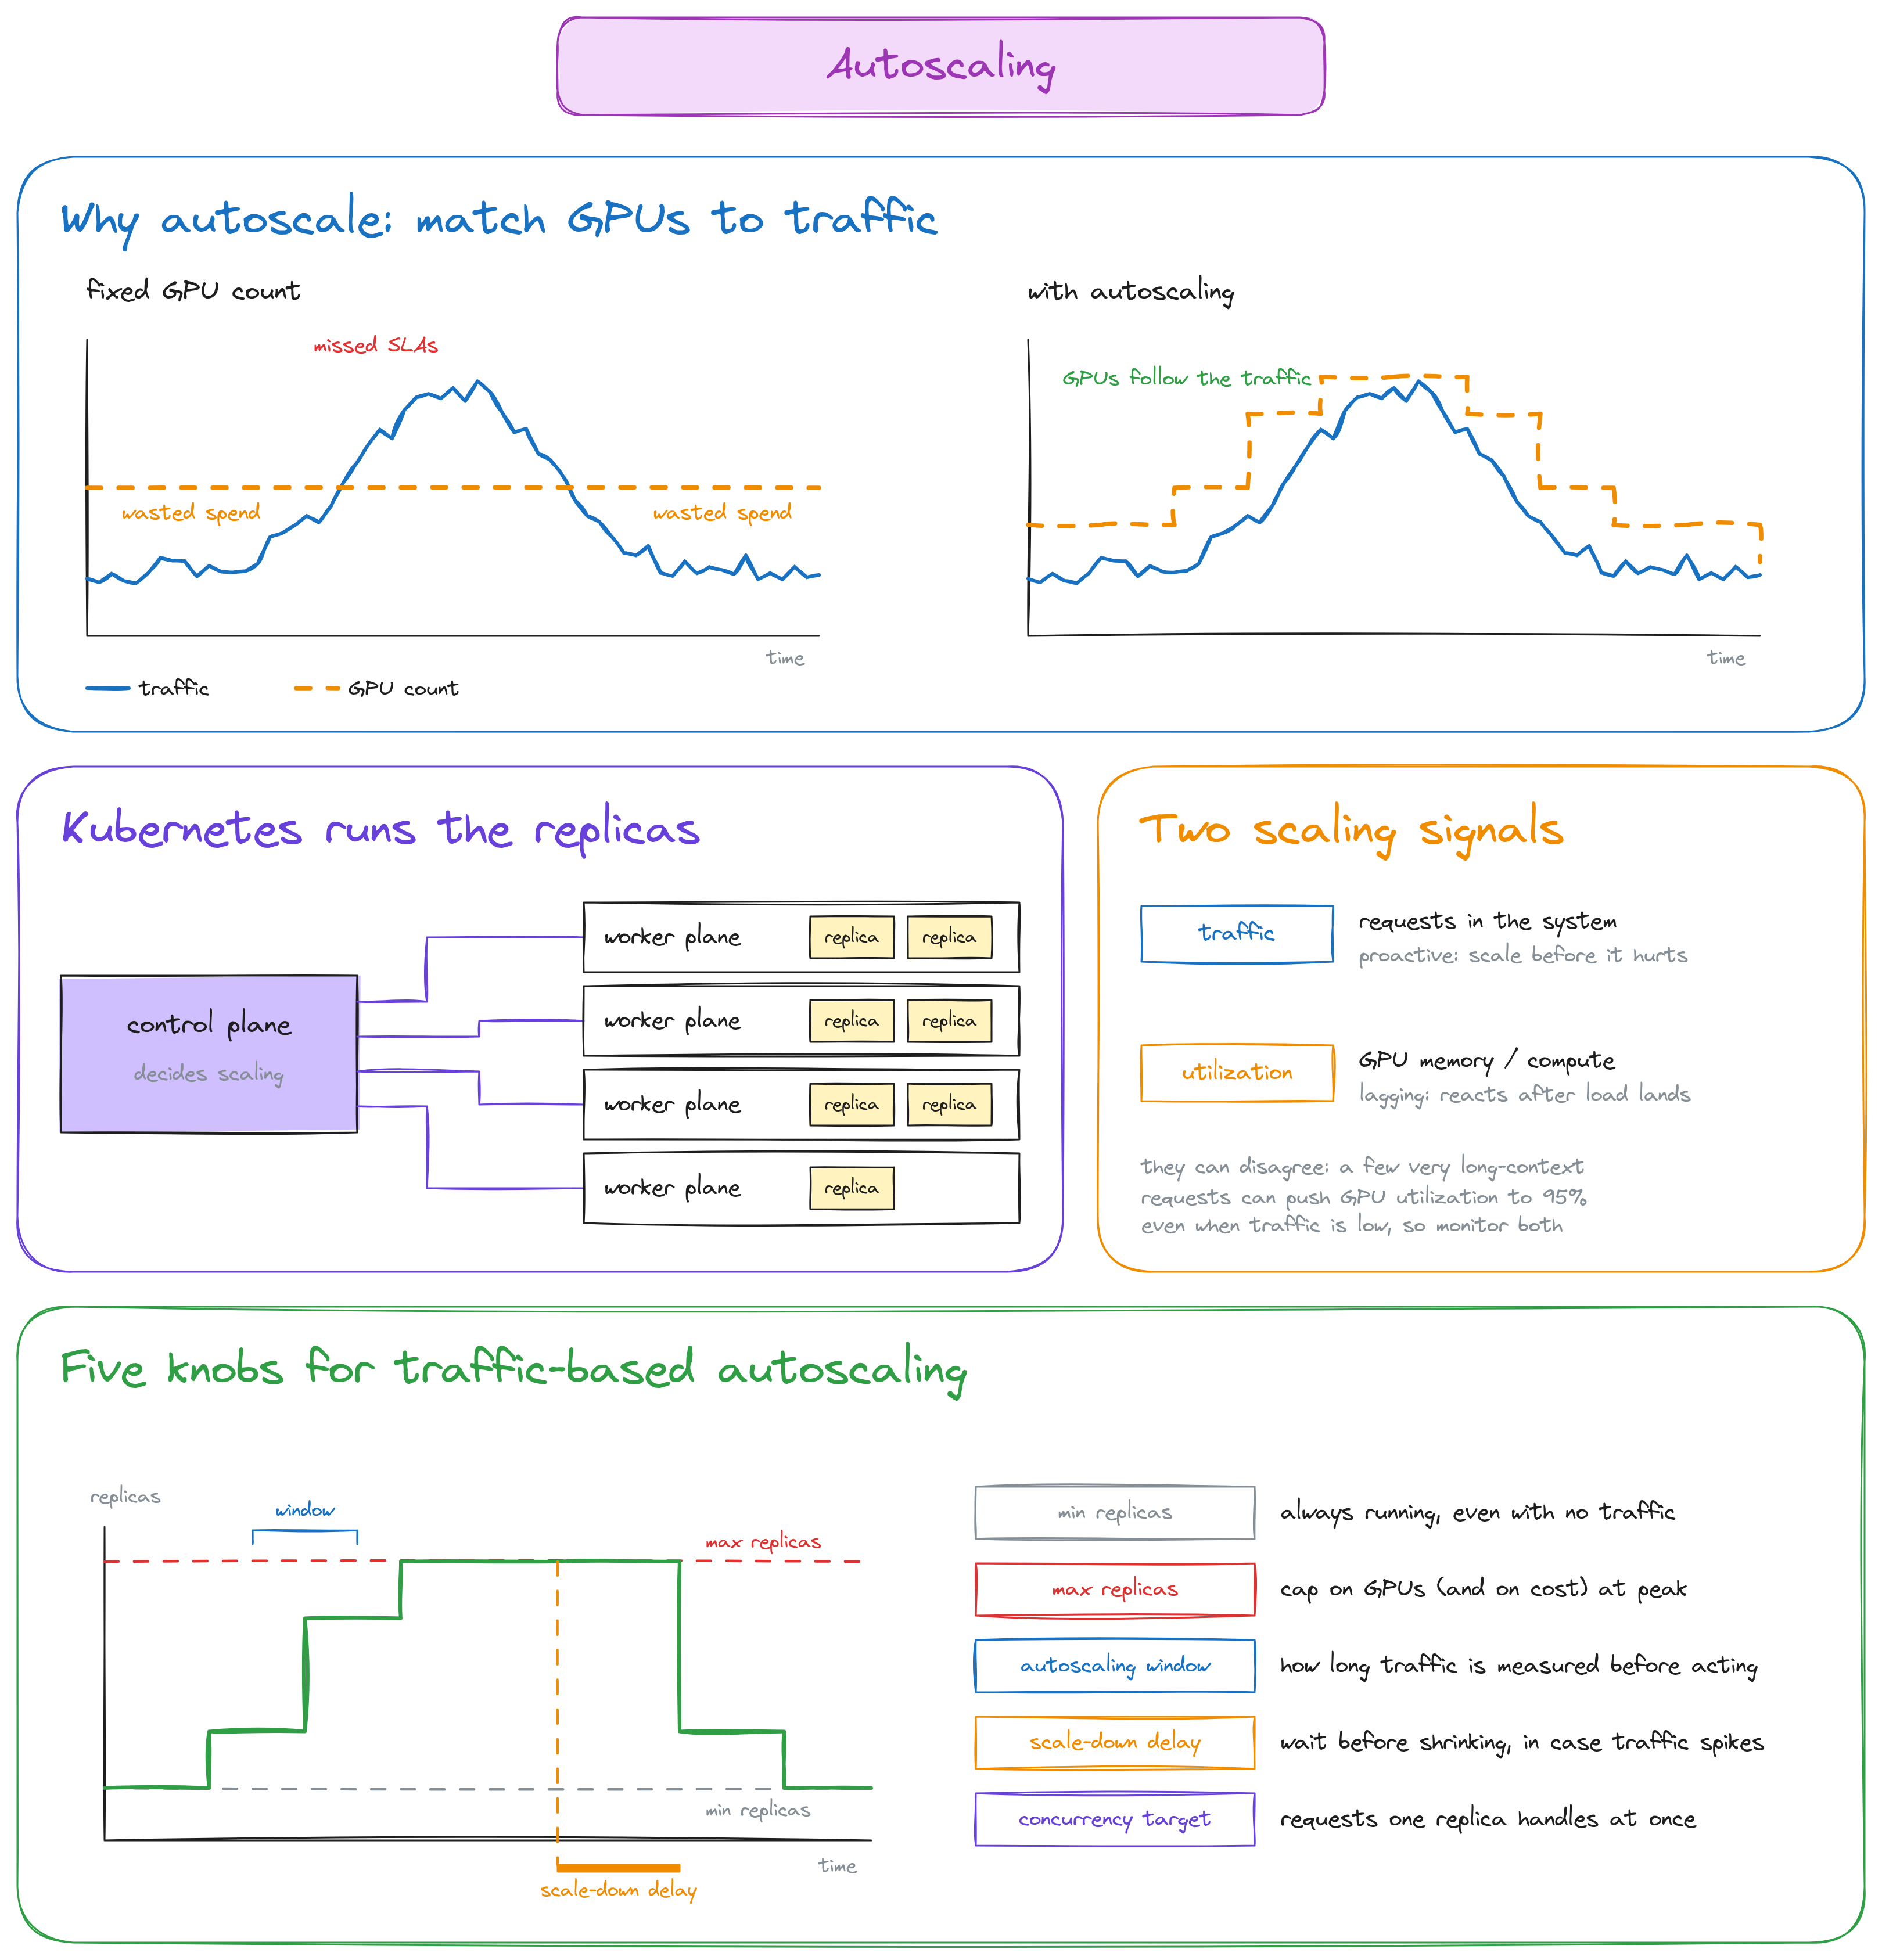 Autoscaling
Why autoscale: match GPUs to traffic
fixed GPU count
missed SLAs
wasted spend
wasted spend
time
traffic
GPU count
with autoscaling
GPUs follow the traffic
time
Kubernetes runs the replicas
control plane
decides scaling
worker plane
replica
replica
worker plane
replica
replica
worker plane
replica
replica
worker plane
replica
Two scaling signals
traffic
requests in the system
proactive: scale before it hurts
utilization
GPU memory / compute
lagging: reacts after load lands
they can disagree: a few very long-context
requests can push GPU utilization to 95%
even when traffic is low, so monitor both
Five knobs for traffic-based autoscaling
replicas
window
max replicas
min replicas
time
scale-down delay
min replicas
always running, even with no traffic
max replicas
cap on GPUs (and on cost) at peak
autoscaling window
how long traffic is measured before acting
scale-down delay
wait before shrinking, in case traffic spikes
concurrency target
requests one replica handles at once